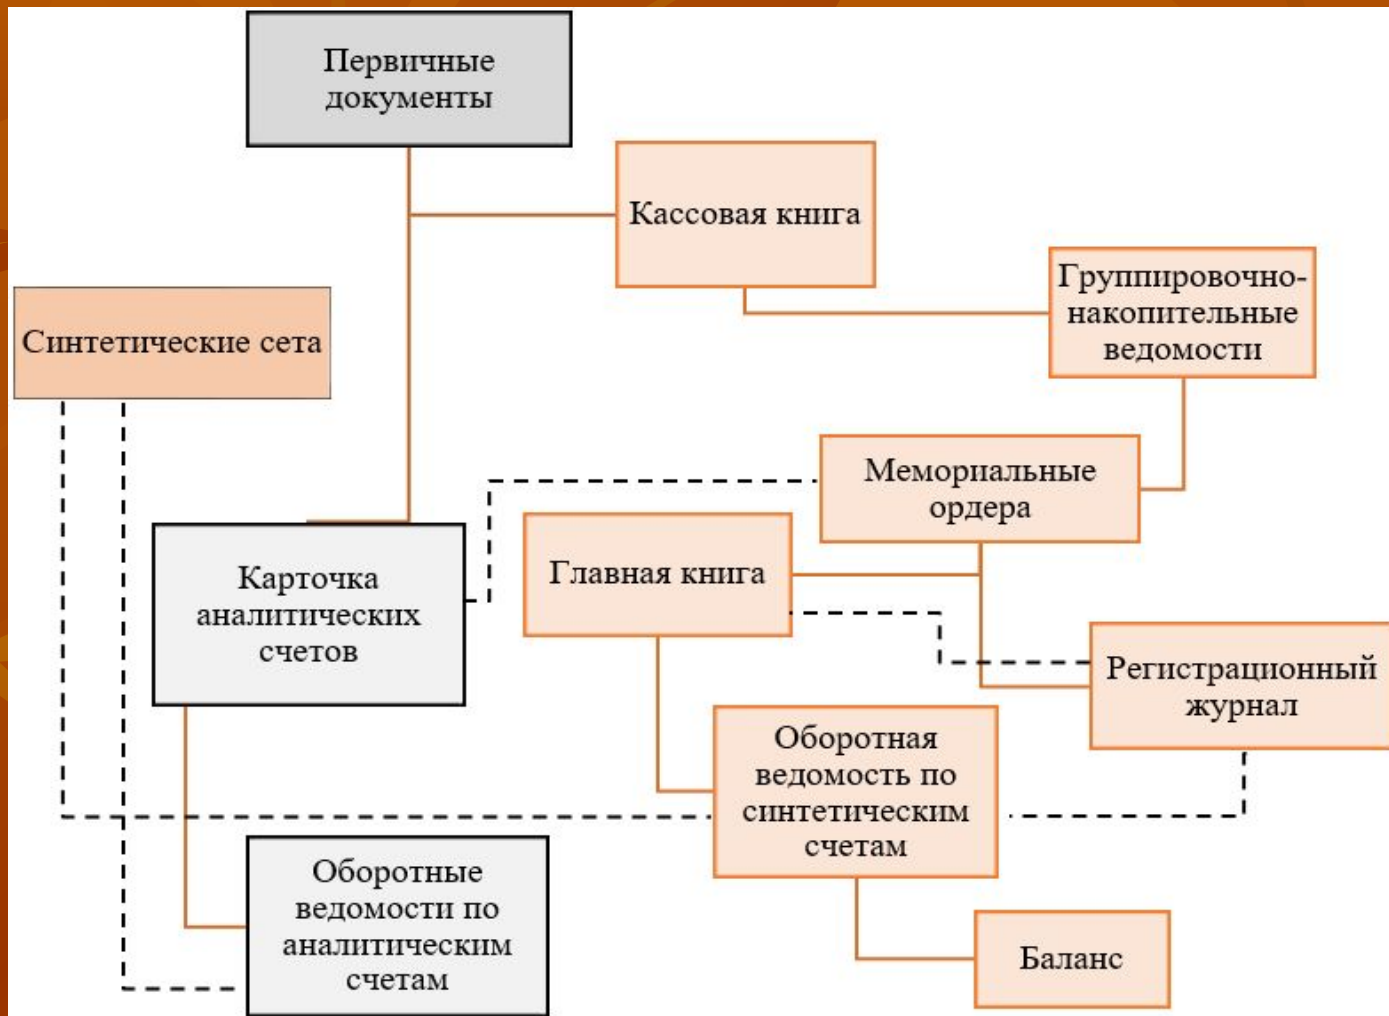 Первичные
документы
Кассовая книга
Группировочно-
накопительные
ведомости
Синтетические сета
Мемориальные
ордера
Главная книга
Карточка
аналитических
счетов
Регистрационный
журнал
Оборотная
ведомость по
синтетическим
счетам
Оборотные
ведомости по
аналитическим
счетам
Баланс